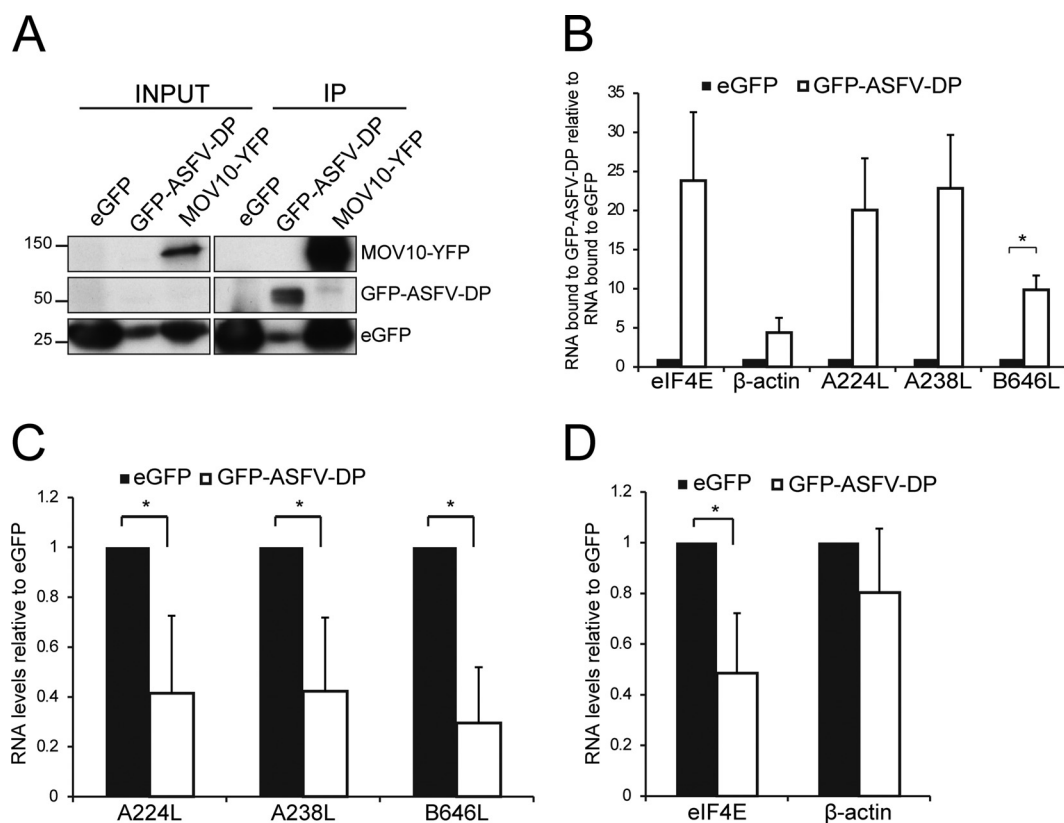 A
INPUT
IP
eGFP
GFP-ASFV-DP
MOV10-YFP
eGFP
GFP-ASFV-DP
MOV10-YFP
150
MOV10-YFP
50
GFP-ASFV-DP
25
eGFP
B
eGFP GFP-ASFV-DP
RNA bound to GFP-ASFV-DP relative to
RNA bound to eGFP
40
35
30
25
20
15
10
5
0
*
eIF4E β-actin A224L A238L B646L
C
eGFP GFP-ASFV-DP
RNA levels relative to eGFP
1.2
1
0.8
0.6
0.4
0.2
0
* * *
A224L A238L B646L
D
eGFP GFP-ASFV-DP
RNA levels relative to eGFP
1.2
1
0.8
0.6
0.4
0.2
0
*
eIF4E β-actin